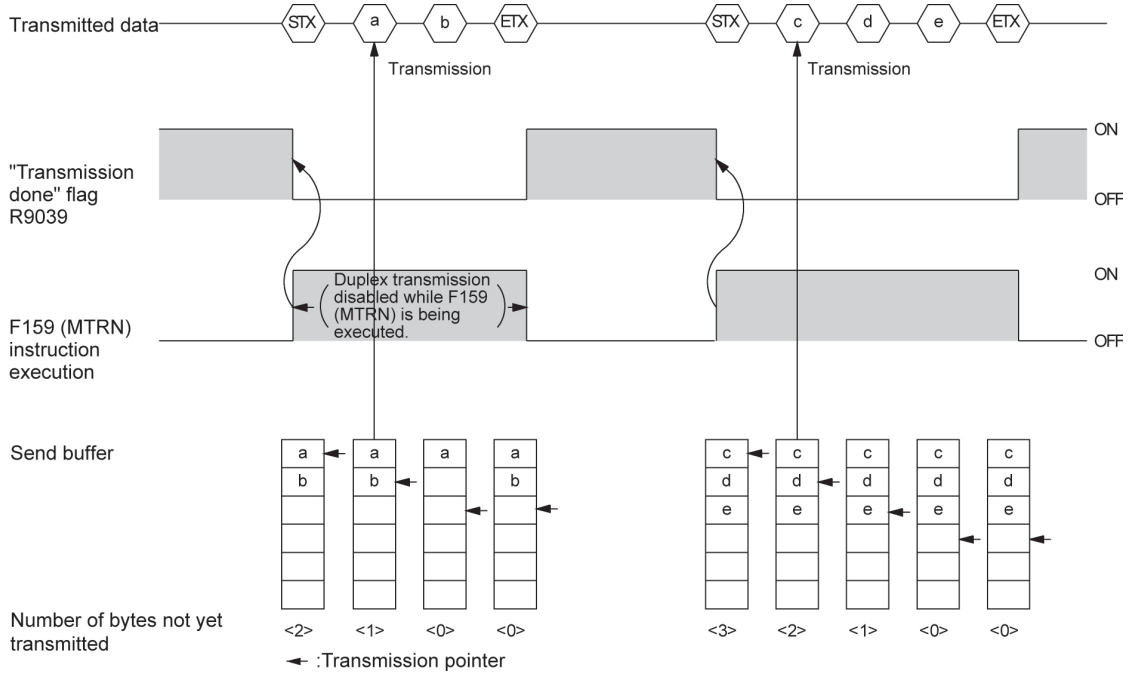 Transmitted data
STX a b ETX STX c d e ETX
Transmission Transmission
ON
"Transmission
done" flag
R9039
OFF
ON
Duplex transmission
disabled while F159
(MTRN) is being
executed.
F159 (MTRN)
instruction
execution
OFF
Send buffer
a a a a c c c c c
b b b d d d d d
e e e e e
Number of bytes not yet
transmitted
<2> <1> <0> <0> <3> <2> <1> <0> <0>
:Transmission pointer